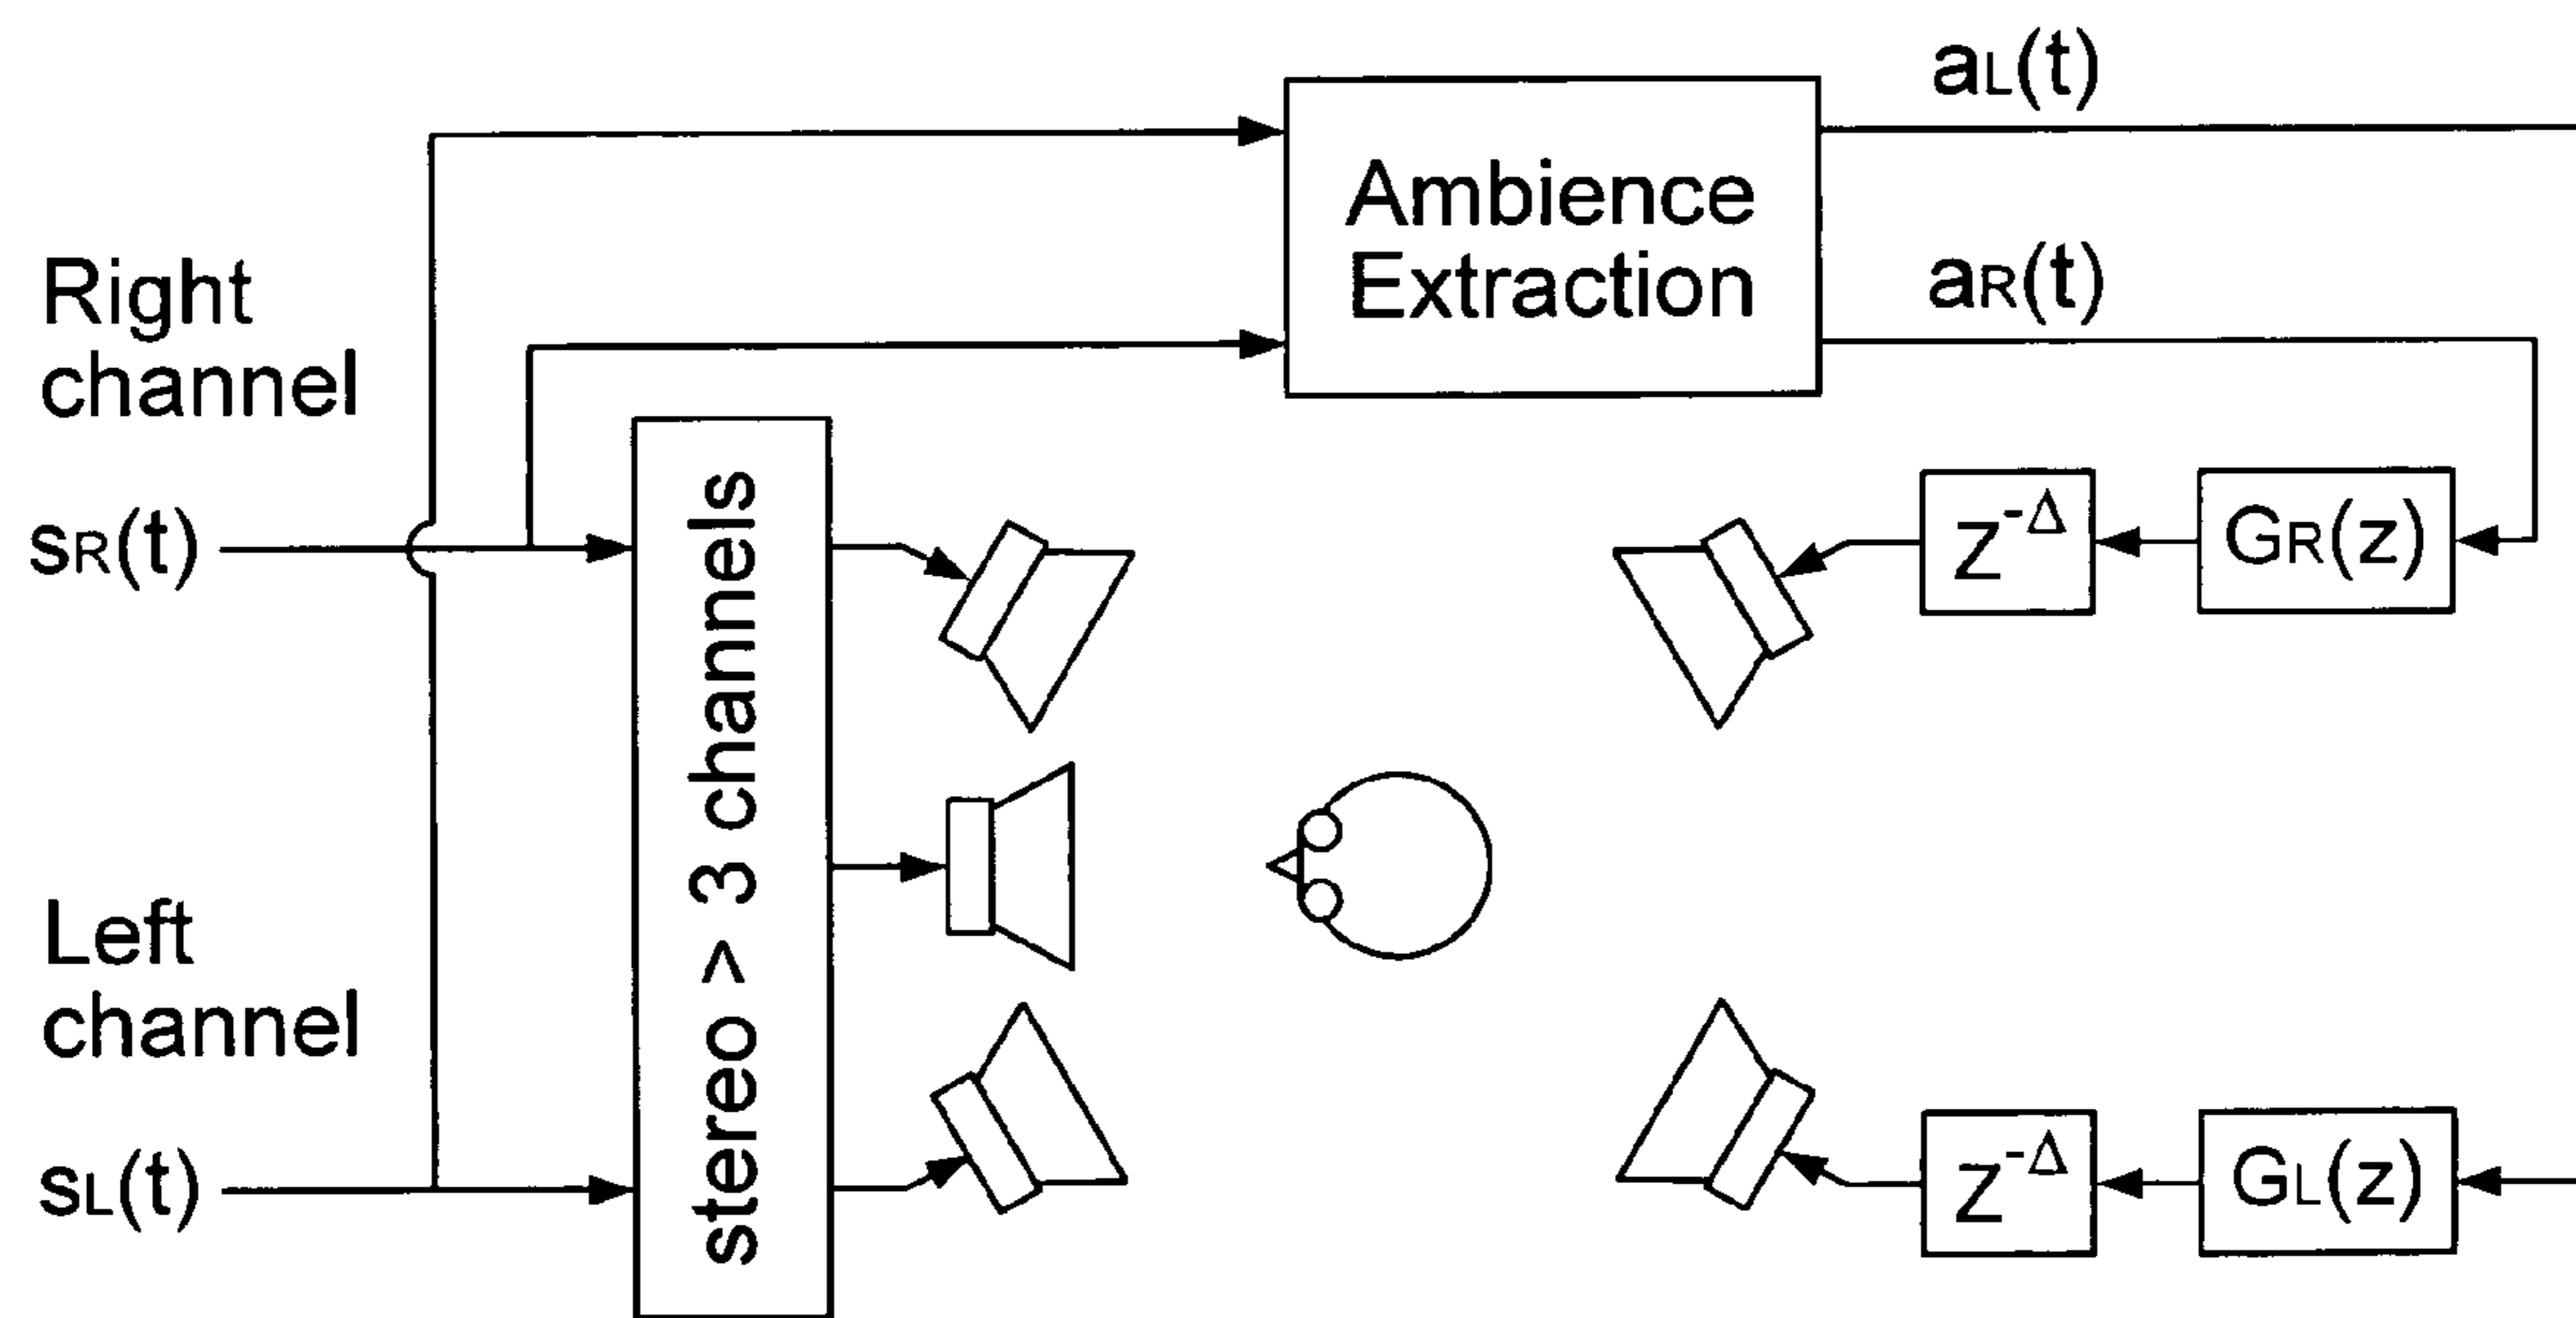 aL(t)
Ambience
Extraction
aR(t)
Right
channel
sR(t)
stereo > 3 channels
z-Δ
GR(z)
Left
channel
sL(t)
z-Δ
GL(z)